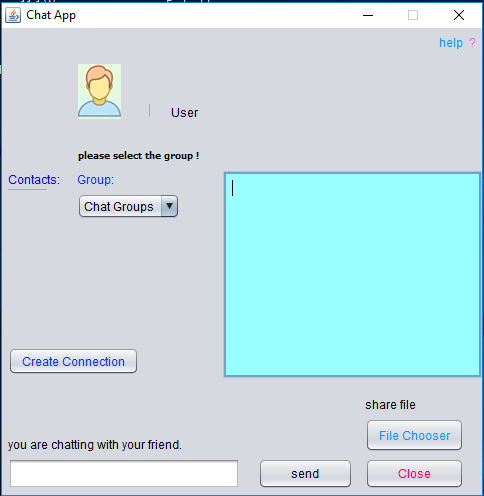 Chat App
help ?
User
please select the group !
Contacts: Group:
Chat Groups
Create Connection
share file
File Chooser
you are chatting with your friend.
send Close